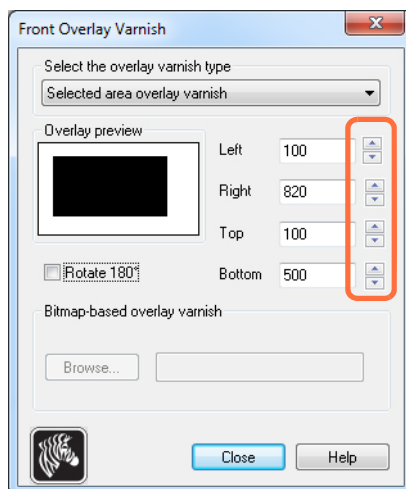 Front Overlay Varnish
Select the overlay varnish type
Selected area overlay varnish
Overlay preview
Left 100
Right 820
Top 100
Rotate 180° Bottom 500
Bitmap-based overlay varnish
Browse...
Close Help